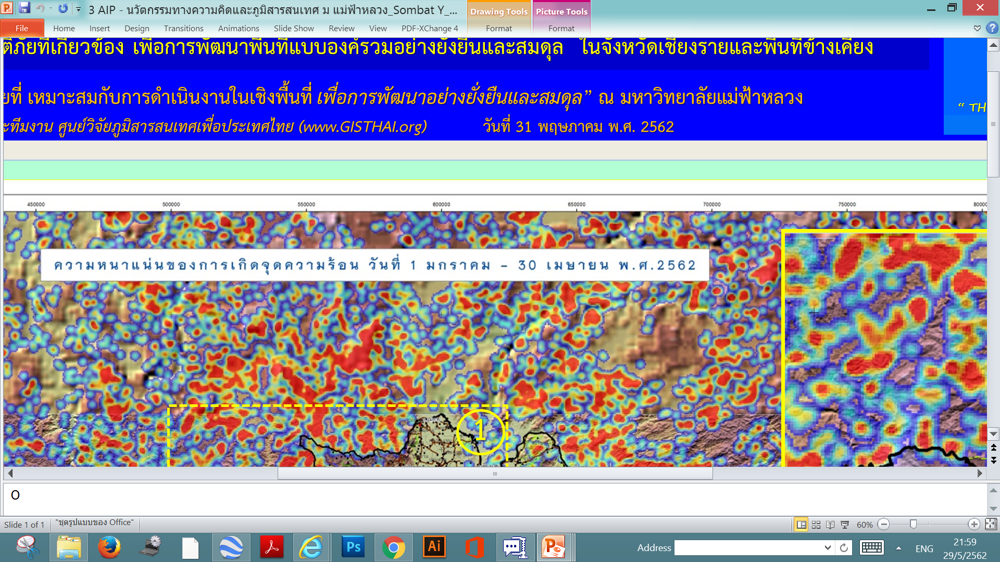 3 AIP - นวัตกรรมทางความคิดและภูมิสารสนเทศ ม แม่ฟ้าหลวง_Sombat Y_...
Drawing Tools
Picture Tools
File
Home
Insert
Design
Transitions
Animations
Slide Show
Review
View
PDF-XChange 4
Format
Format
ติภัยที่เกี่ยวข้อง เพื่อการพัฒนาพื้นที่แบบองค์รวมอย่างยั่งยืนและสมดุล ในจังหวัดเชียงรายและพื้นที่ข้างเคียง
ยที่ เหมาะสมกับการดำเนินงานในเชิงพื้นที่ เพื่อการพัฒนาอย่างยั่งยืนและสมดุล” ณ มหาวิทยาลัยแม่ฟ้าหลวง
“ TH
ะทีมงาน ศูนย์วิจัยภูมิสารสนเทศเพื่อประเทศไทย (www.GISTHAI.org) วันที่ 31 พฤษภาคม พ.ศ. 2562
450000 500000 550000 600000 650000 700000 750000 80000
ความหนาแน่นของการเกิดจุดความร้อน วันที่ 1 มกราคม – 30 เมษายน พ.ศ.2562
1
O
Slide 1 of 1
"ชุดรูปแบบของ Office"
60%
Ps
Ai
Address
ENG
21:59
29/5/2562